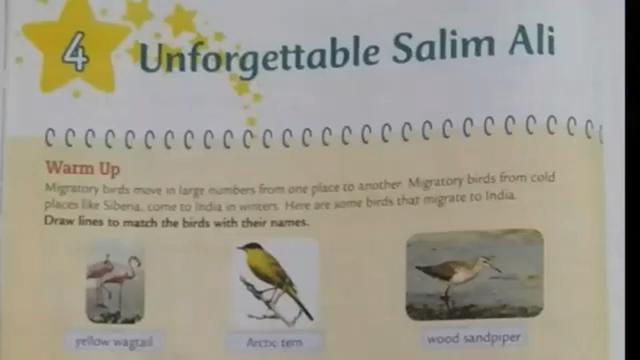 4
Unforgettable Salim Ali
Warm Up
Migratory birds move in large numbers from one place to another. Migratory birds from cold
places like Siberia, come to India in winters. Here are some birds that migrate to India.
Draw lines to match the birds with their names.
yellow wagtail
Arctic tern
wood sandpiper